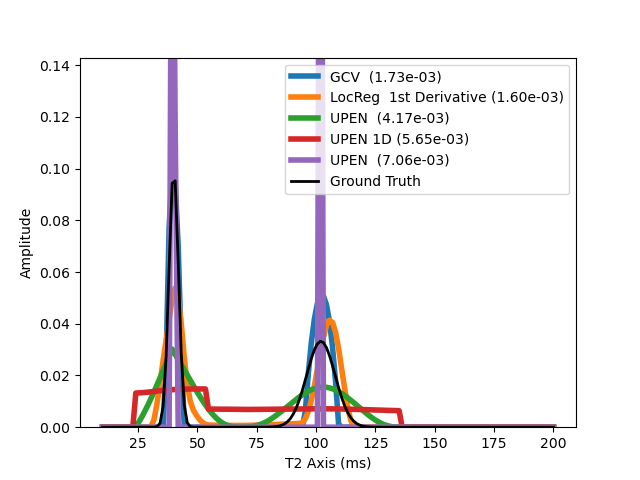 0.14
0.12
0.10
0.08
0.06
0.04
0.02
0.00
Amplitude
GCV  (1.73e-03)
LocReg  1st Derivative (1.60e-03)
UPEN  (4.17e-03)
UPEN 1D (5.65e-03)
UPEN  (7.06e-03)
Ground Truth
25 50 75 100 125 150 175 200
T2 Axis (ms)